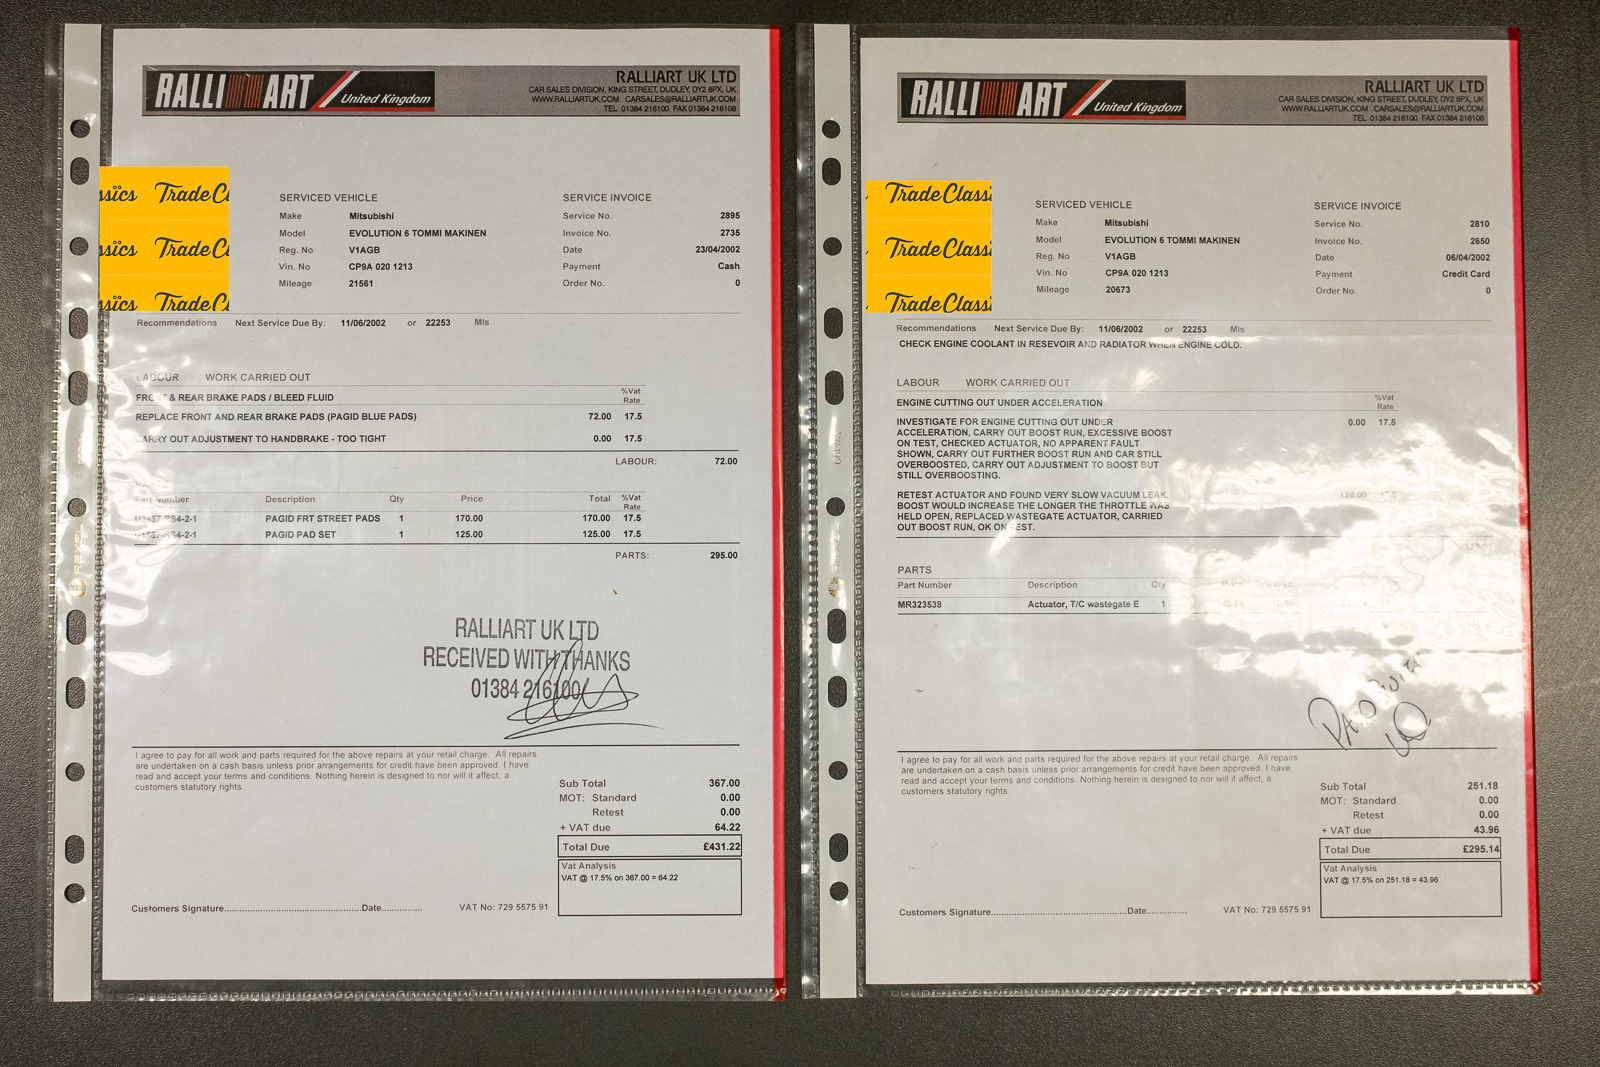 RALLI ART United Kingdom
RALLIART UK LTD
CAR SALES DIVISION, KING STREET, DUDLEY, DY2 8PX, UK
WWW.RALLIARTUK.COM CARSALES@RALLIARTUK.COM
TEL 01384 216100 FAX 01384 216108
ssics TradeCl
ssics TradeCl
ssics TradeCl
SERVICED VEHICLE
Make Mitsubishi
Model EVOLUTION 6 TOMMI MAKINEN
Reg. No V1AGB
Vin. No CP9A 020 1213
Mileage 21561
SERVICE INVOICE
Service No. 2895
Invoice No. 2735
Date 23/04/2002
Payment Cash
Order No. 0
Recommendations Next Service Due By: 11/06/2002 or 22253 Mls
LABOUR WORK CARRIED OUT
%Vat
Rate
& REAR BRAKE PADS / BLEED FLUID
REPLACE FRONT AND REAR BRAKE PADS (PAGID BLUE PADS) 72.00 17.5
CARRY OUT ADJUSTMENT TO HANDBRAKE - TOO TIGHT 0.00 17.5
LABOUR: 72.00
Part Number Description Qty Price Total %Vat
Rate
PAGID FRT STREET PADS 1 170.00 170.00 17.5
PAGID PAD SET 1 125.00 125.00 17.5
PARTS: 295.00
RALLIART UK LTD
RECEIVED WITH THANKS
01384 216100
I agree to pay for all work and parts required for the above repairs at your retail charge. All repairs
are undertaken on a cash basis unless prior arrangements for credit have been approved. I have
read and accept your terms and conditions. Nothing herein is designed to nor will it affect, a
customers statutory rights.
Sub Total 367.00
MOT: Standard 0.00
Retest 0.00
+ VAT due 64.22
Total Due £431.22
Vat Analysis
VAT @ 17.5% on 367.00 = 64.22
Customers Signature Date
VAT No: 729 5575 91
RALLI ART United Kingdom
RALLIART UK LTD
CAR SALES DIVISION, KING STREET, DUDLEY, DY2 8PX, UK
WWW.RALLIARTUK.COM CARSALES@RALLIARTUK.COM
TEL 01384 216100 FAX 01384 216108
TradeClassi
TradeClassi
TradeClassi
SERVICED VEHICLE
Make Mitsubishi
Model EVOLUTION 6 TOMMI MAKINEN
Reg. No V1AGB
Vin. No CP9A 020 1213
Mileage 20673
SERVICE INVOICE
Service No. 2810
Invoice No. 2650
Date 06/04/2002
Payment Credit Card
Order No. 0
Recommendations Next Service Due By: 11/06/2002 or 22253 Mls
CHECK ENGINE COOLANT IN RESEVOIR AND RADIATOR WHEN ENGINE COLD.
LABOUR WORK CARRIED OUT
%Vat
Rate
ENGINE CUTTING OUT UNDER ACCELERATION
INVESTIGATE FOR ENGINE CUTTING OUT UNDER 0.00 17.5
ACCELERATION, CARRY OUT BOOST RUN, EXCESSIVE BOOST
ON TEST, CHECKED ACTUATOR, NO APPARENT FAULT
SHOWN, CARRY OUT FURTHER BOOST RUN AND CAR STILL
OVERBOOSTED, CARRY OUT ADJUSTMENT TO BOOST BUT
STILL OVERBOOSTING.
RETEST ACTUATOR AND FOUND VERY SLOW VACUUM LEAK, 120.00 17.5
BOOST WOULD INCREASE THE LONGER THE THROTTLE WAS
HELD OPEN, REPLACED WASTEGATE ACTUATOR, CARRIED
OUT BOOST RUN, OK ON TEST.
PARTS
Part Number Description Qty
MR323538 Actuator, T/C wastegate E 1
I agree to pay for all work and parts required for the above repairs at your retail charge. All repairs
are undertaken on a cash basis unless prior arrangements for credit have been approved. I have
read and accept your terms and conditions. Nothing herein is designed to nor will it affect, a
customers statutory rights.
Sub Total 251.18
MOT: Standard 0.00
Retest 0.00
+ VAT due 43.96
Total Due £295.14
Vat Analysis
VAT @ 17.5% on 251.18 = 43.96
Customers Signature Date
VAT No: 729 5575 91